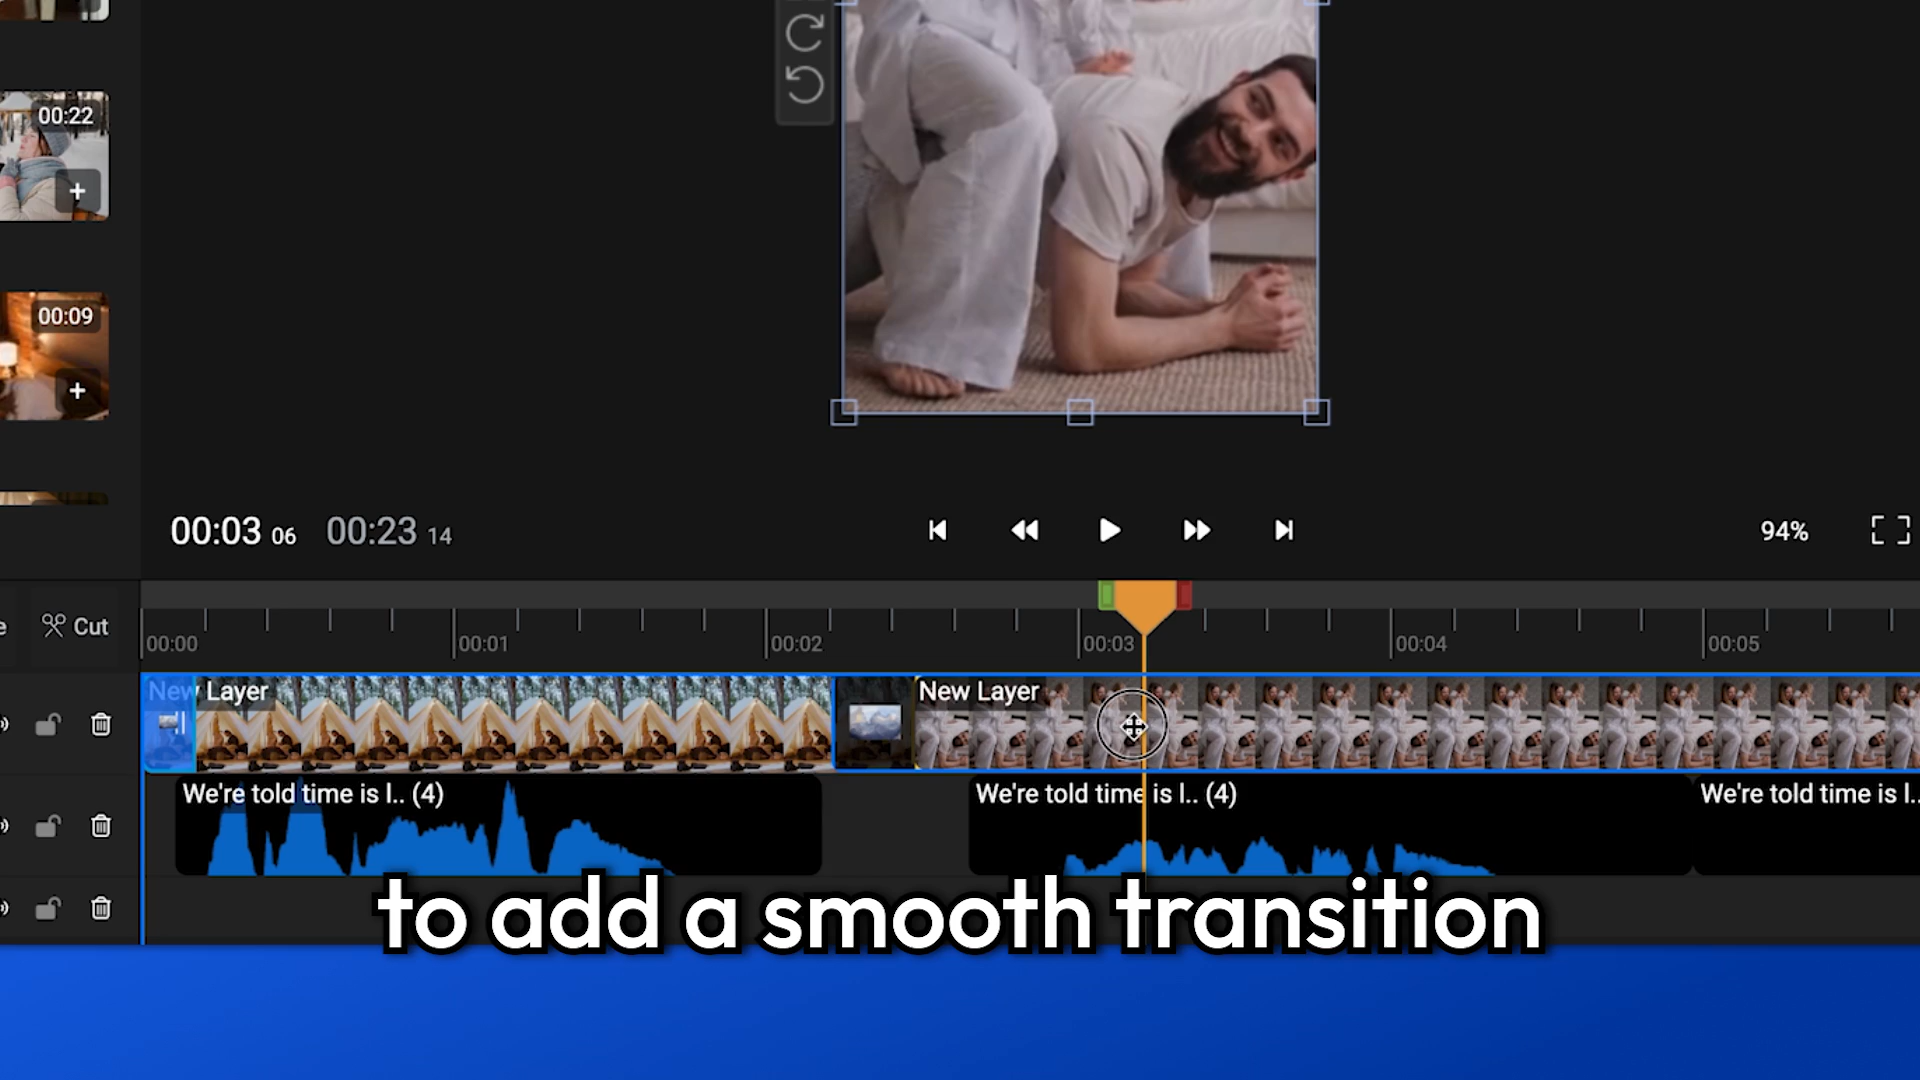 00:22
00:09
00:03 06 00:23 14
94%
e Cut
00:00 00:01 00:02 00:03 00:04 00:05
New Layer New Layer
We're told time is l.. (4) We're told time is l.. (4) We're told time is l..
to add a smooth transition